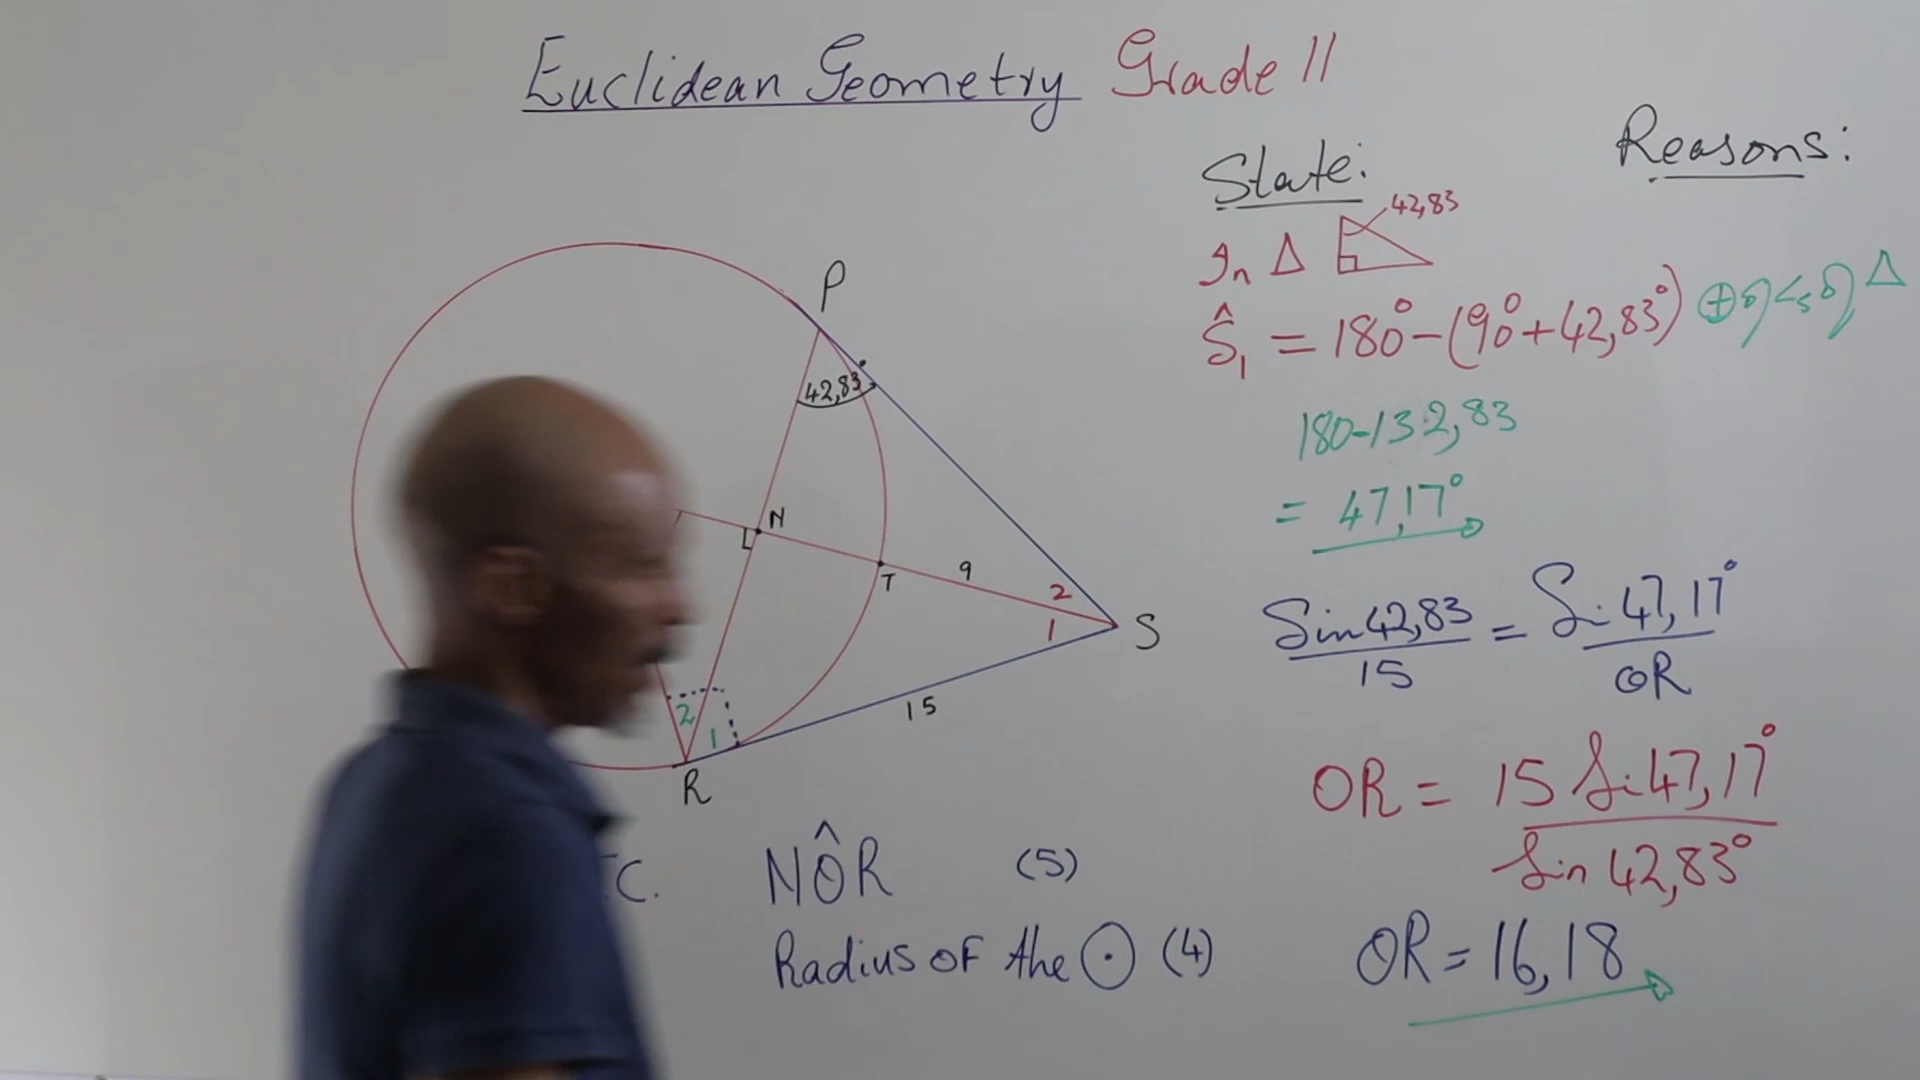 Euclidean Geometry Grade 11
State:
Reasons:
In Δ
42,83
Ŝ₁ = 180° - (90° + 42,83°)
180 - 132,83
= 47,17°
Sin 42,83 / 15 = Si 47,17° / OR
OR = 15 Si 47,17° / Sin 42,83°
OR = 16,18
P
42,83
N
T
9
2
1
S
15
2
1
R
C. NÔR (5)
Radius of the ⊙ (4)